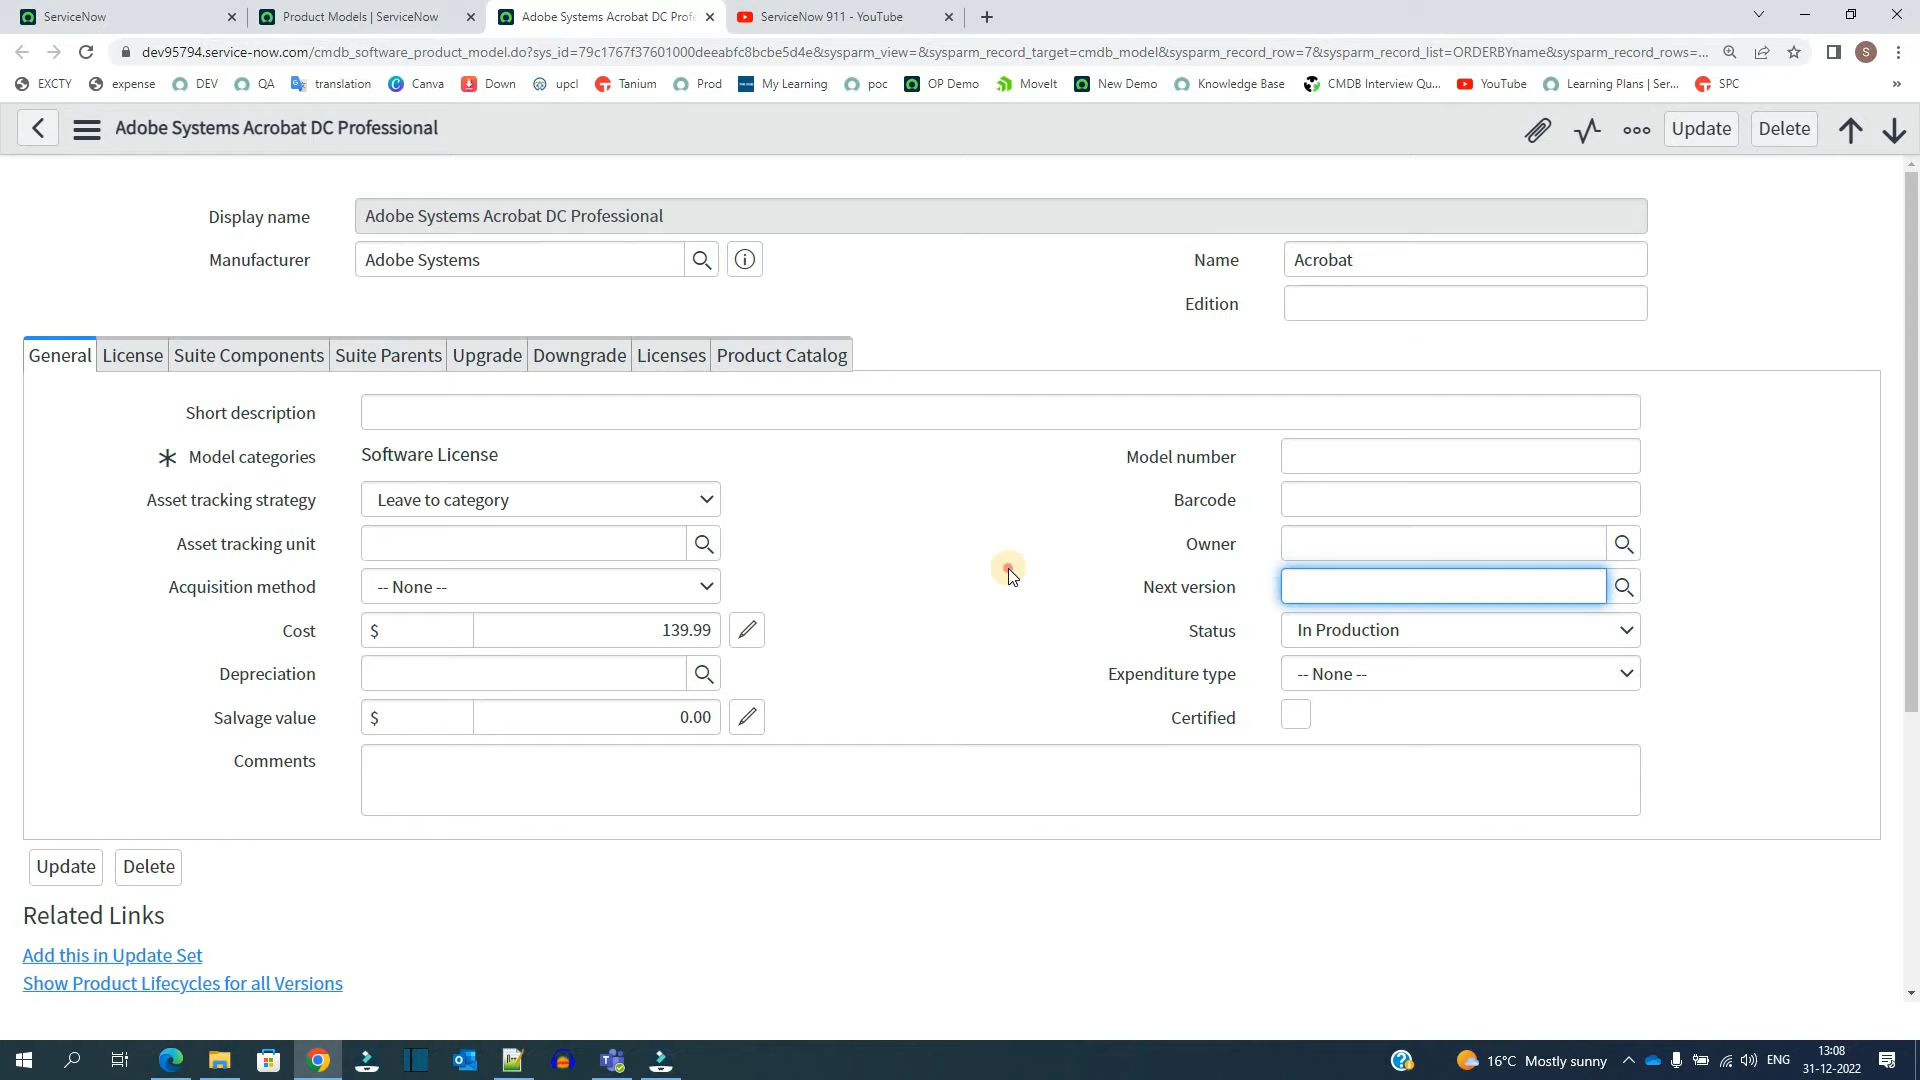 ServiceNow
Product Models | ServiceNow
Adobe Systems Acrobat DC Profe
ServiceNow 911 - YouTube
dev95794.service-now.com/cmdb_software_product_model.do?sys_id=79c1767f37601000deeabfc8bcbe5d4e&sysparm_view=&sysparm_record_target=cmdb_model&sysparm_record_row=7&sysparm_record_list=ORDERBYname&sysparm_record_rows=...
S
EXCTY expense DEV QA translation Canva Down upcl Tanium Prod My Learning poc OP Demo MoveIt New Demo Knowledge Base CMDB Interview Qu... YouTube Learning Plans | Ser... SPC »
Adobe Systems Acrobat DC Professional
Update Delete
Display name Adobe Systems Acrobat DC Professional
Manufacturer Adobe Systems
Name Acrobat
Edition
General License Suite Components Suite Parents Upgrade Downgrade Licenses Product Catalog
Short description
Model categories Software License
Model number
Asset tracking strategy Leave to category
Barcode
Asset tracking unit
Owner
Acquisition method -- None --
Next version
Cost $ 139.99
Status In Production
Depreciation
Expenditure type -- None --
Salvage value $ 0.00
Certified
Comments
Update Delete
Related Links
Add this in Update Set
Show Product Lifecycles for all Versions
16°C Mostly sunny
ENG
13:08
31-12-2022